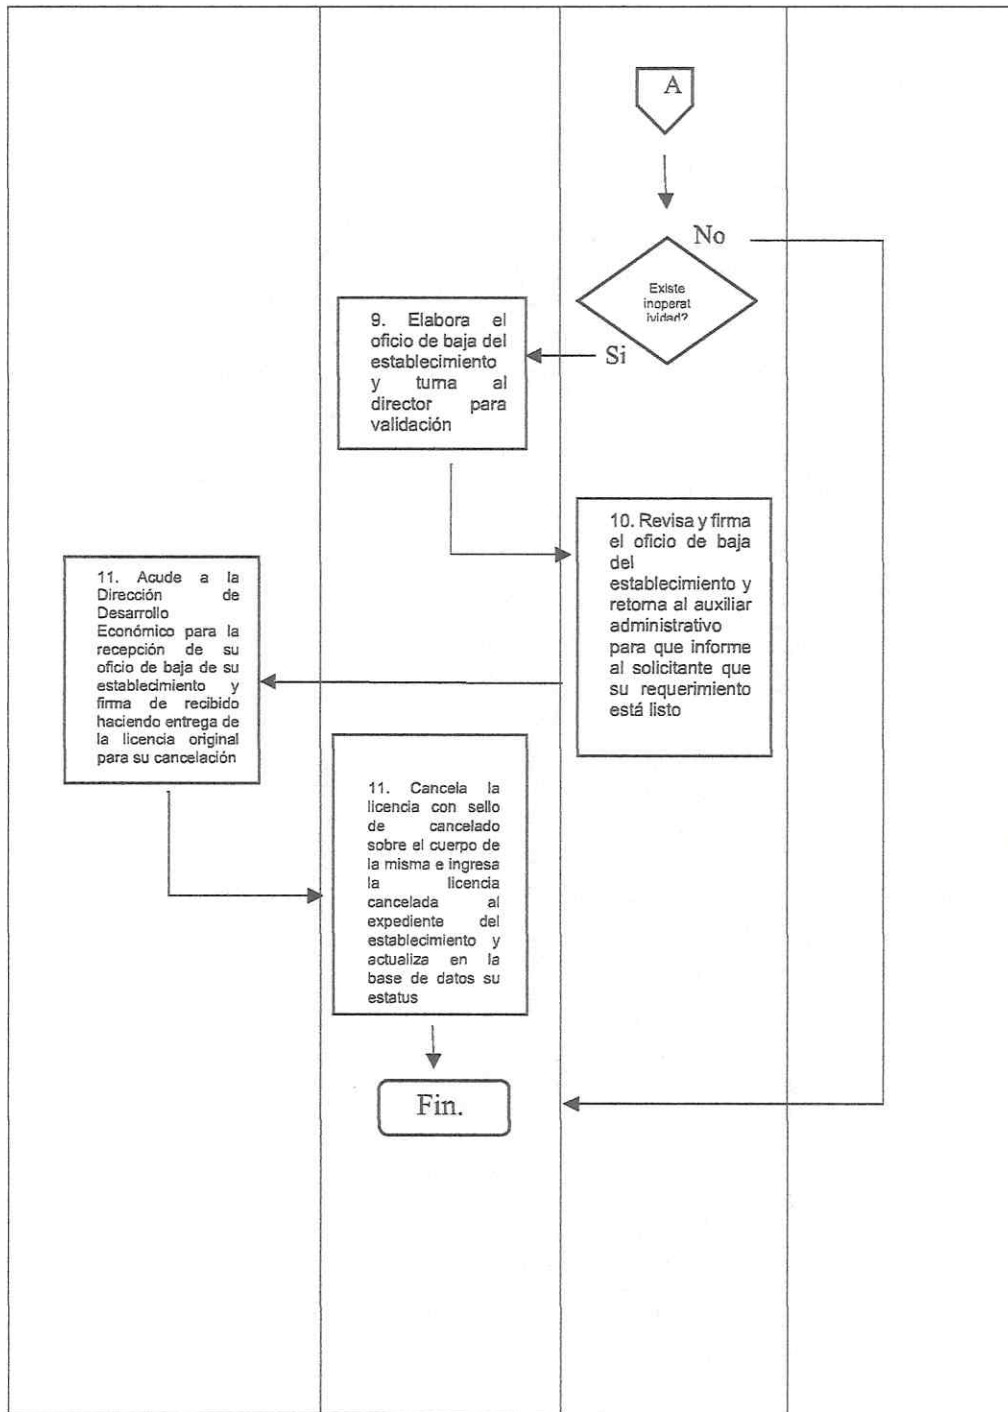 A
No
Existe
inoperat
ividad?
Si
9. Elabora el
oficio de baja del
establecimiento
y turna al
director para
validación
10. Revisa y firma
el oficio de baja
del
establecimiento y
retorna al auxiliar
administrativo
para que informe
al solicitante que
su requerimiento
está listo
11. Acude a la
Dirección de
Desarrollo
Económico para la
recepción de su
oficio de baja de su
establecimiento y
firma de recibido
haciendo entrega de
la licencia original
para su cancelación
11. Cancela la
licencia con sello
de cancelado
sobre el cuerpo de
la misma e ingresa
la licencia
cancelada al
expediente del
establecimiento y
actualiza en la
base de datos su
estatus
Fin.